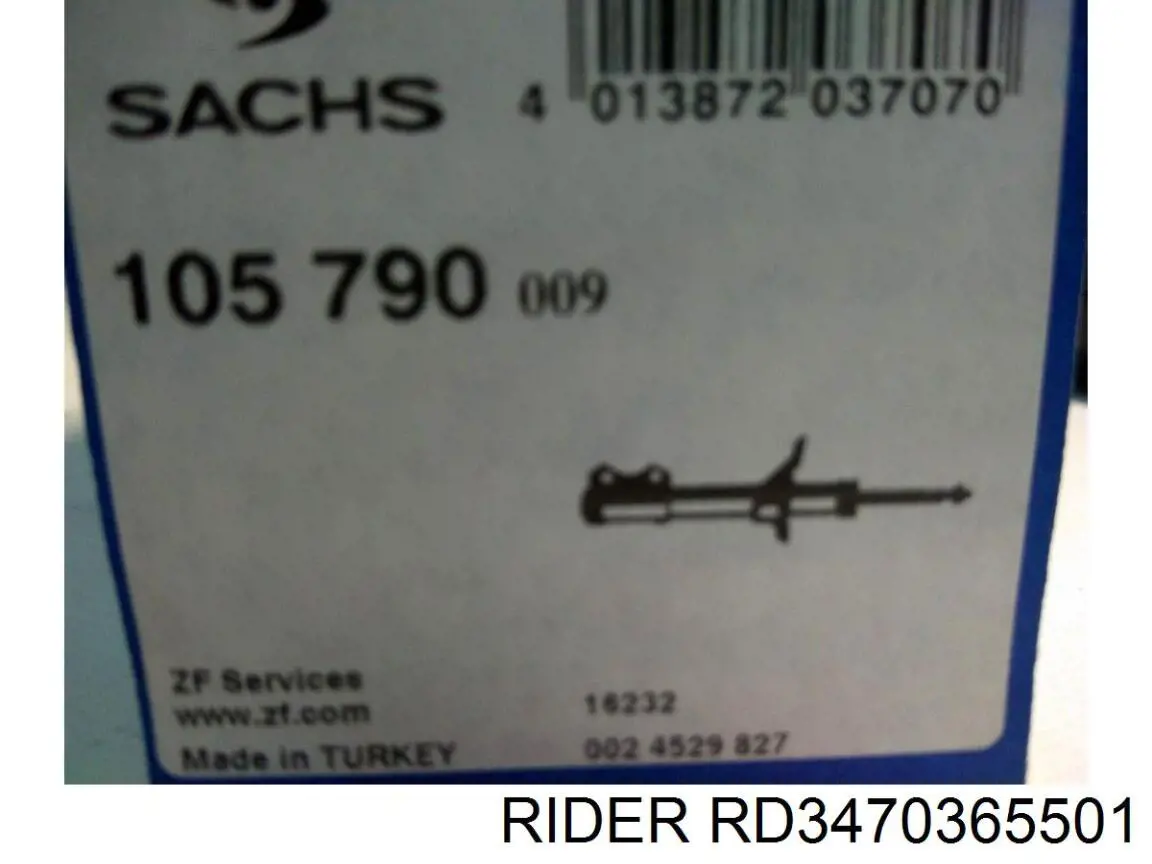 SACHS
4 013872 037070
105 790 009
ZF Services
www.zf.com
Made in TURKEY
16232
002 4529 827
RIDER RD3470365501